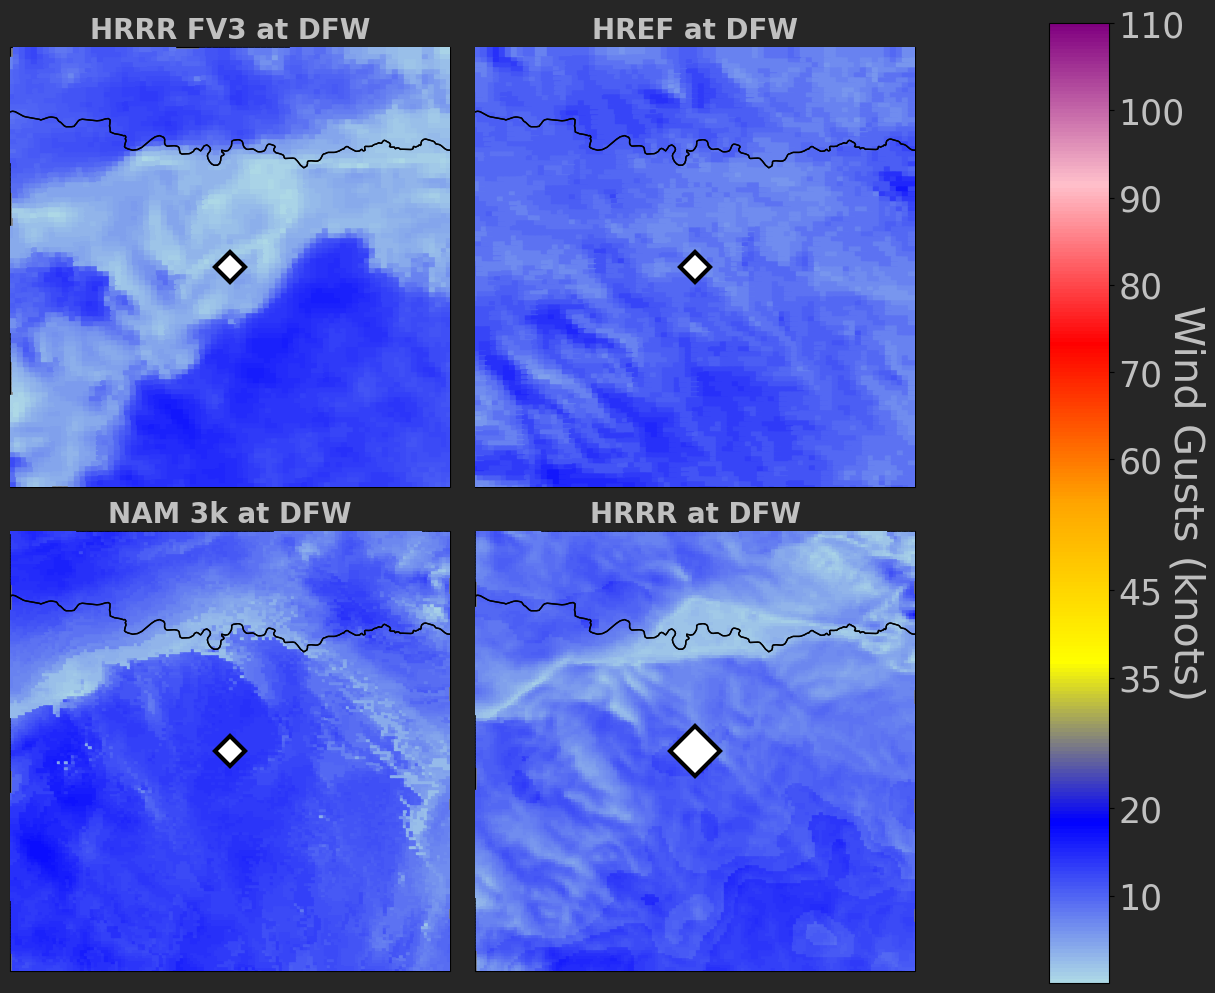 HRRR FV3 at DFW
HREF at DFW
NAM 3k at DFW
HRRR at DFW
110
100
90
80
70
60
45
35
20
10
Wind Gusts (knots)